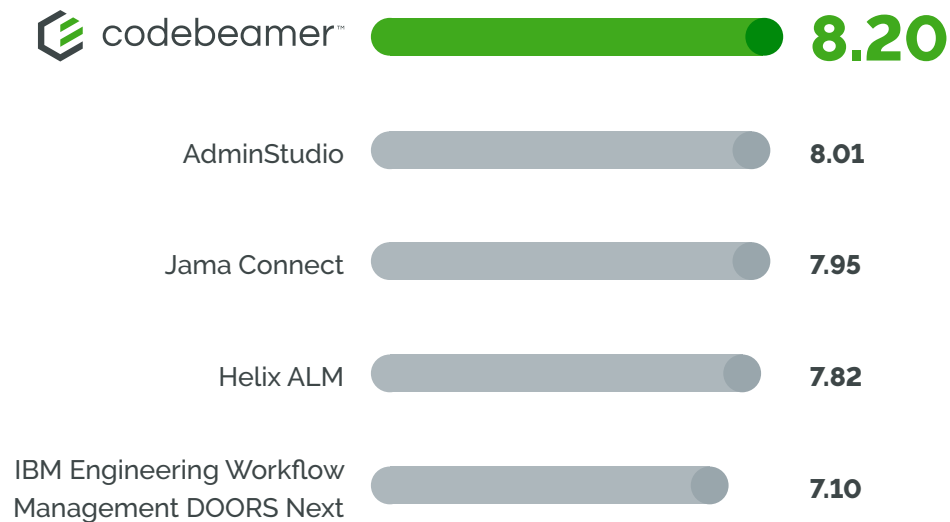 codebeamer™ 8.20
AdminStudio 8.01
Jama Connect 7.95
Helix ALM 7.82
IBM Engineering Workflow
Management DOORS Next 7.10